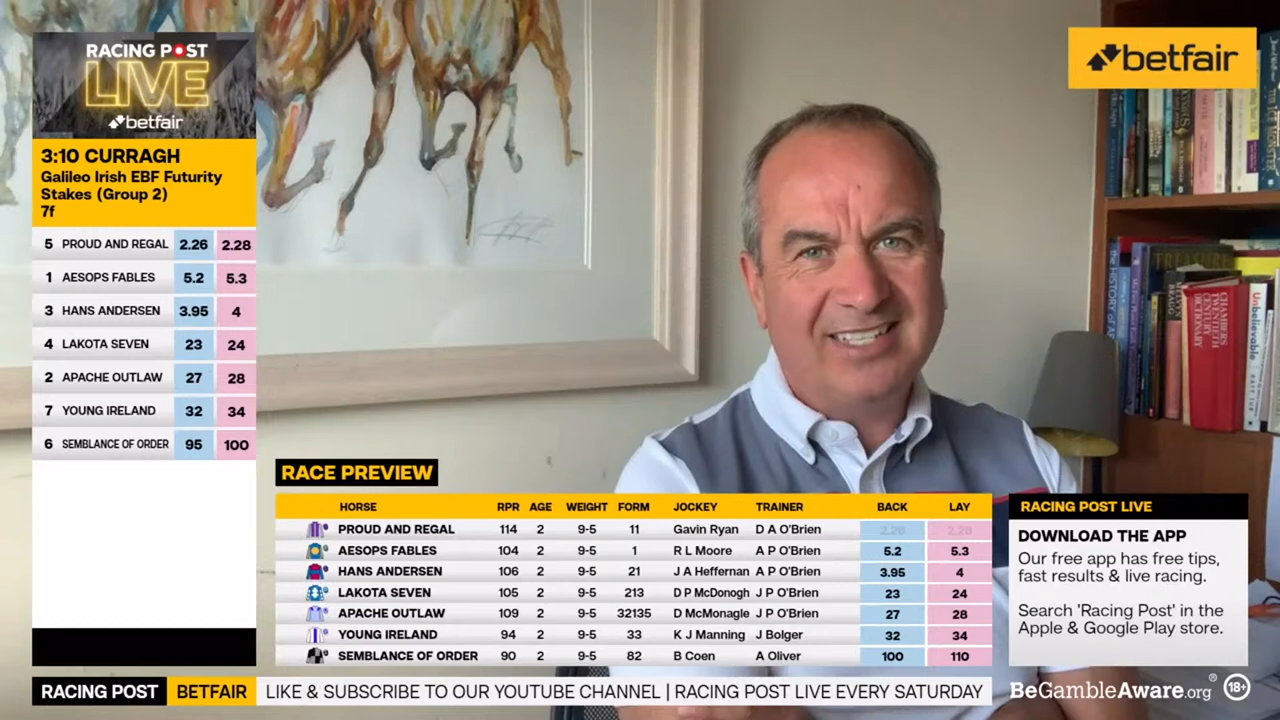 RACING POST
LIVE
betfair
3:10 CURRAGH
Galileo Irish EBF Futurity
Stakes (Group 2)
7f
5 PROUD AND REGAL 2.26 2.28
1 AESOPS FABLES 5.2 5.3
3 HANS ANDERSEN 3.95 4
4 LAKOTA SEVEN 23 24
2 APACHE OUTLAW 27 28
7 YOUNG IRELAND 32 34
6 SEMBLANCE OF ORDER 95 100
betfair
TREASURE
CHAMBERS
TWENTIETH
CENTURY
DICTIONARY
Unbelievable
RACE PREVIEW
HORSE RPR AGE WEIGHT FORM JOCKEY TRAINER BACK LAY
PROUD AND REGAL 114 2 9-5 11 Gavin Ryan D A O'Brien 2.28
AESOPS FABLES 104 2 9-5 1 R L Moore A P O'Brien 5.2 5.3
HANS ANDERSEN 106 2 9-5 21 J A Heffernan A P O'Brien 3.95 4
LAKOTA SEVEN 105 2 9-5 213 D P McDonogh J P O'Brien 23 24
APACHE OUTLAW 109 2 9-5 32135 D McMonagle J P O'Brien 27 28
YOUNG IRELAND 94 2 9-5 33 K J Manning J Bolger 32 34
SEMBLANCE OF ORDER 90 2 9-5 82 B Coen A Oliver 100 110
RACING POST LIVE
DOWNLOAD THE APP
Our free app has free tips,
fast results & live racing.
Search 'Racing Post' in the
Apple & Google Play store.
RACING POST BETFAIR LIKE & SUBSCRIBE TO OUR YOUTUBE CHANNEL | RACING POST LIVE EVERY SATURDAY
BeGambleAware.org® 18+